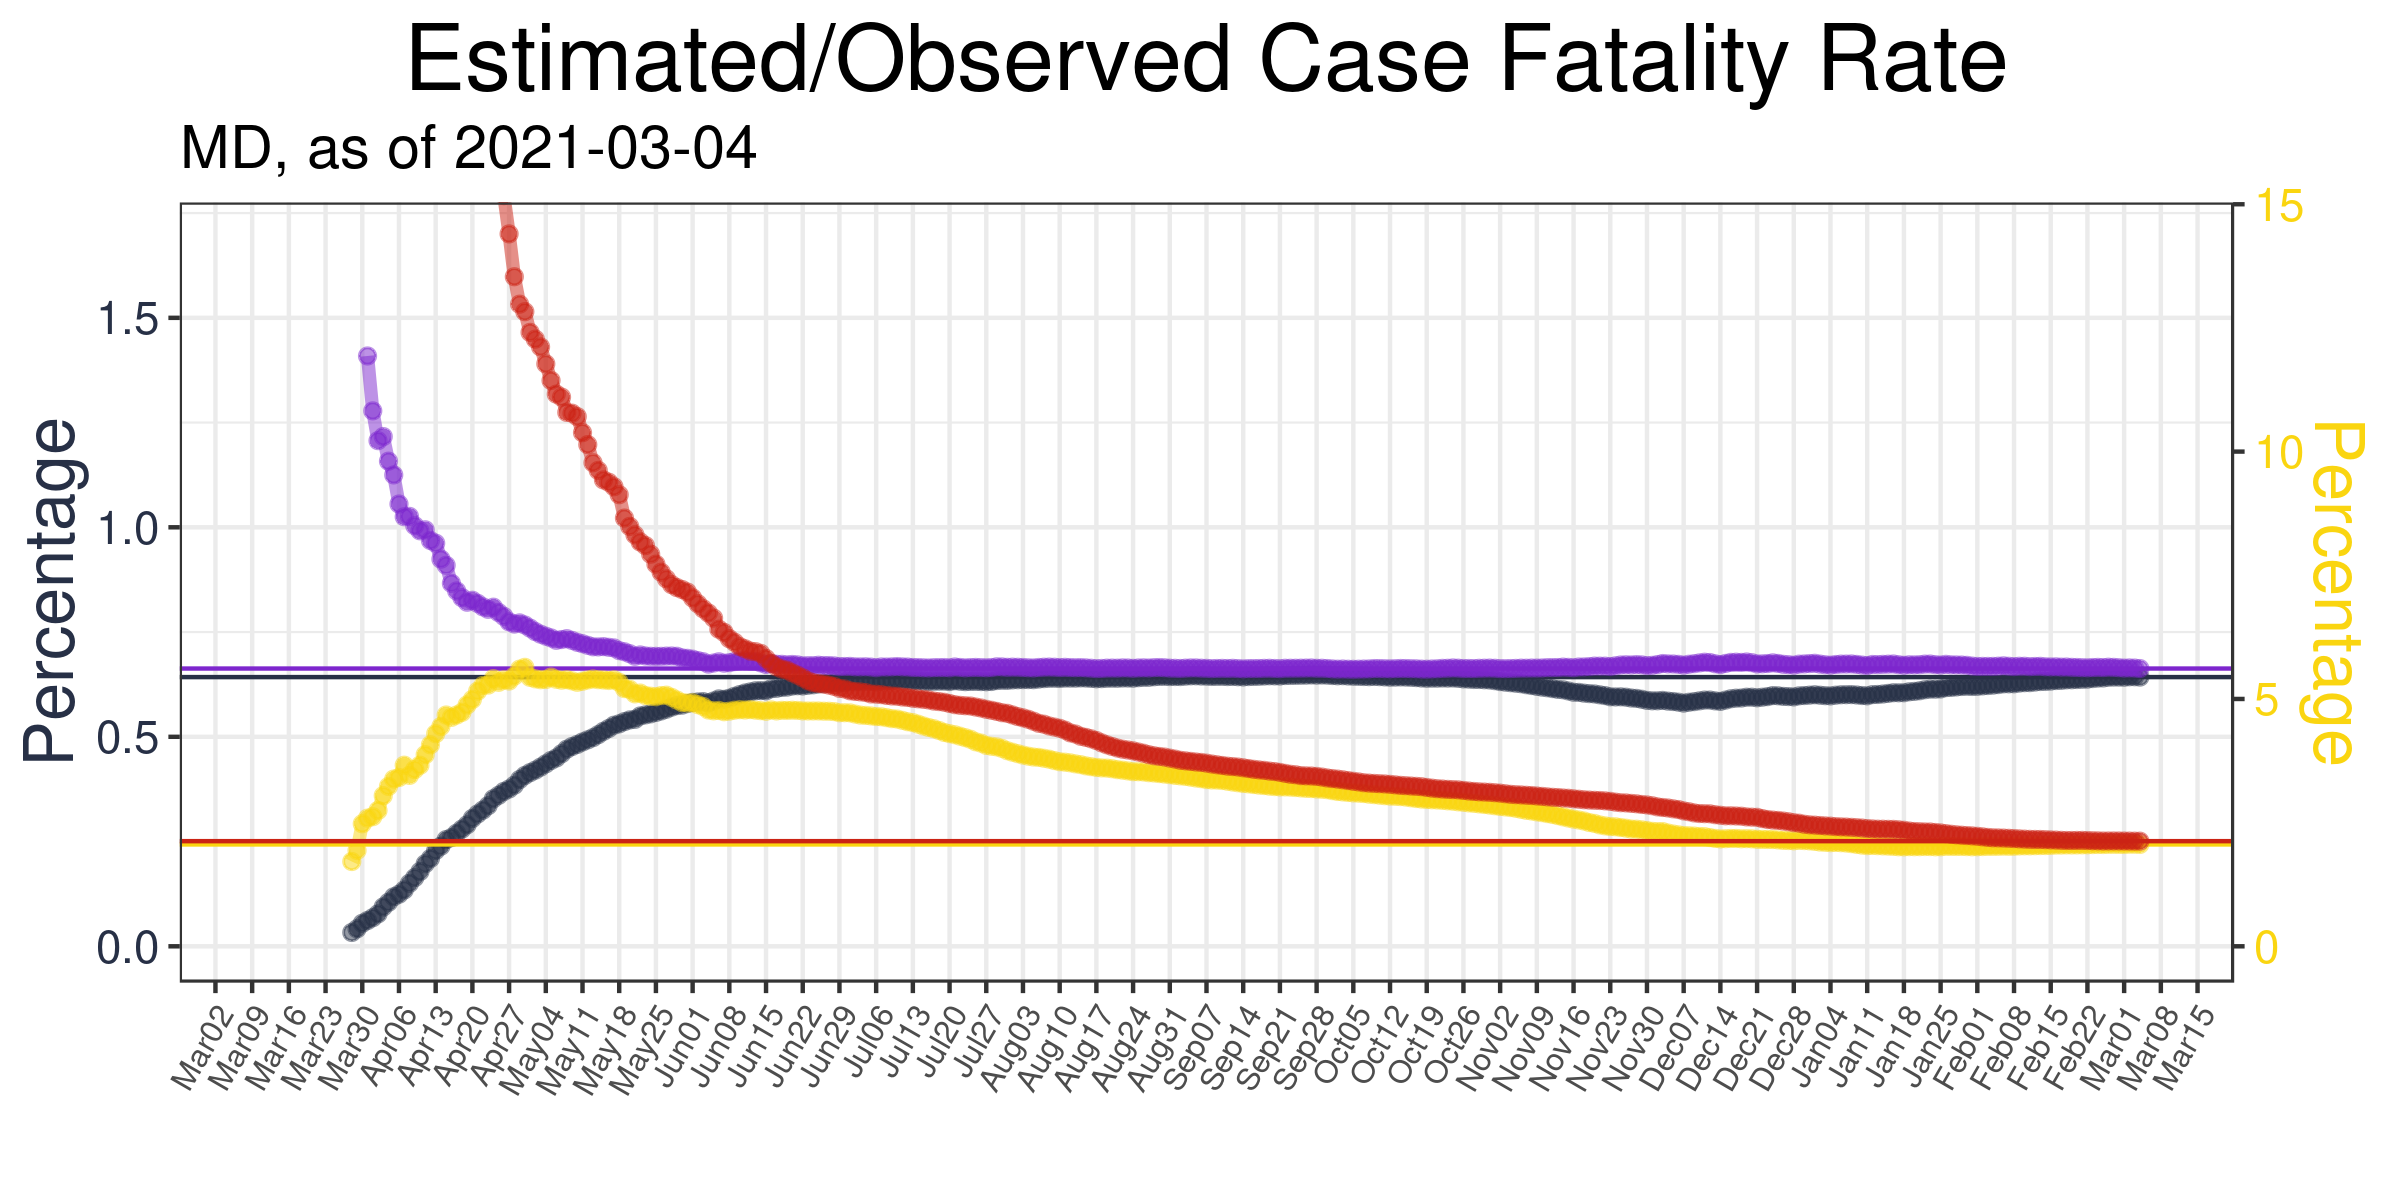 Estimated/Observed Case Fatality Rate
MD, as of 2021-03-04
Percentage
1.5
1.0
0.5
0.0
15
10
5
0
Percentage
Mar02 Mar09 Mar16 Mar23 Mar30 Apr06 Apr13 Apr20 Apr27 May04 May11 May18 May25 Jun01 Jun08 Jun15 Jun22 Jun29 Jul06 Jul13 Jul20 Jul27 Aug03 Aug10 Aug17 Aug24 Aug31 Sep07 Sep14 Sep21 Sep28 Oct05 Oct12 Oct19 Oct26 Nov02 Nov09 Nov16 Nov23 Nov30 Dec07 Dec14 Dec21 Dec28 Jan04 Jan11 Jan18 Jan25 Feb01 Feb08 Feb15 Feb22 Mar01 Mar08 Mar15